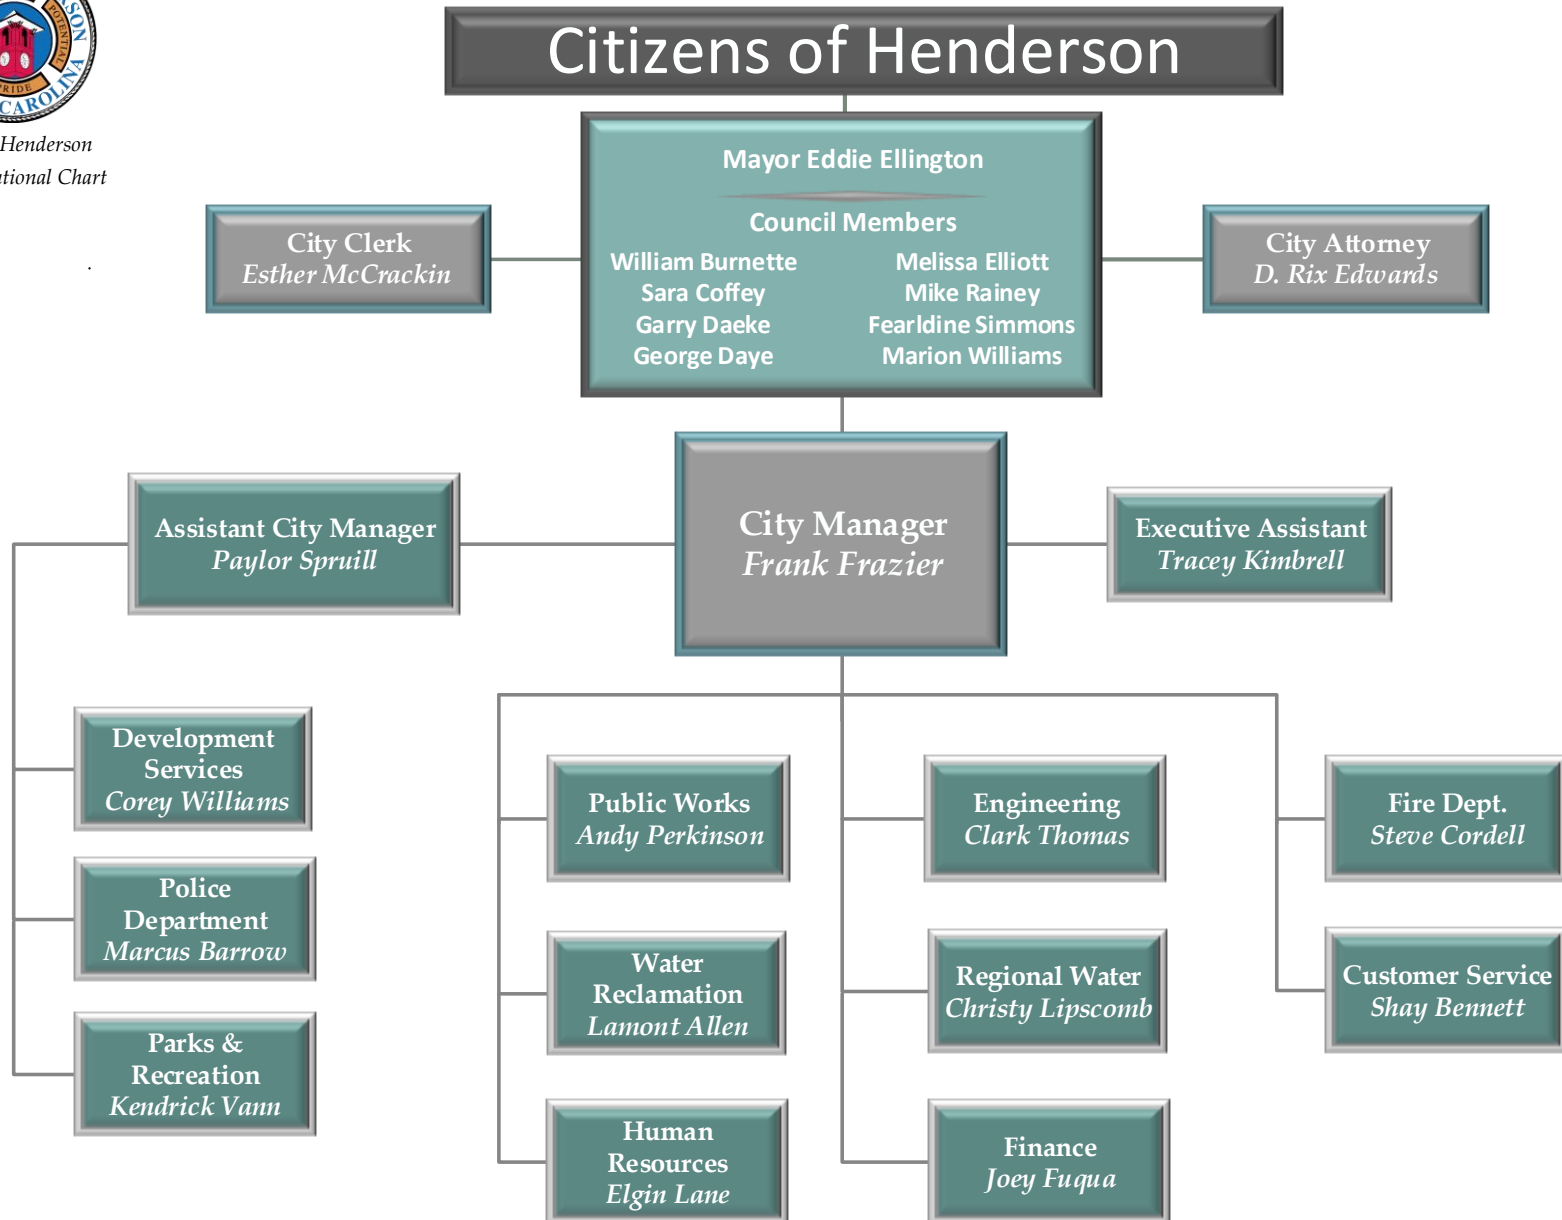 Citizens of Henderson
POTENTIAL
PRIDE
Henderson
Mayor Eddie Ellington
Council Members
William Burnette
Sara Coffey
Garry Daeke
George Daye
Melissa Elliott
Mike Rainey
Fearldine Simmons
Marion Williams
City Clerk
Esther McCrackin
City Attorney
D. Rix Edwards
.
City Manager
Frank Frazier
Assistant City Manager
Paylor Spruill
Executive Assistant
Tracey Kimbrell
Development
Services
Corey Williams
Police
Department
Marcus Barrow
Parks &
Recreation
Kendrick Vann
Public Works
Andy Perkinson
Water
Reclamation
Lamont Allen
Human
Resources
Elgin Lane
Engineering
Clark Thomas
Regional Water
Christy Lipscomb
Finance
Joey Fuqua
Fire Dept.
Steve Cordell
Customer Service
Shay Bennett